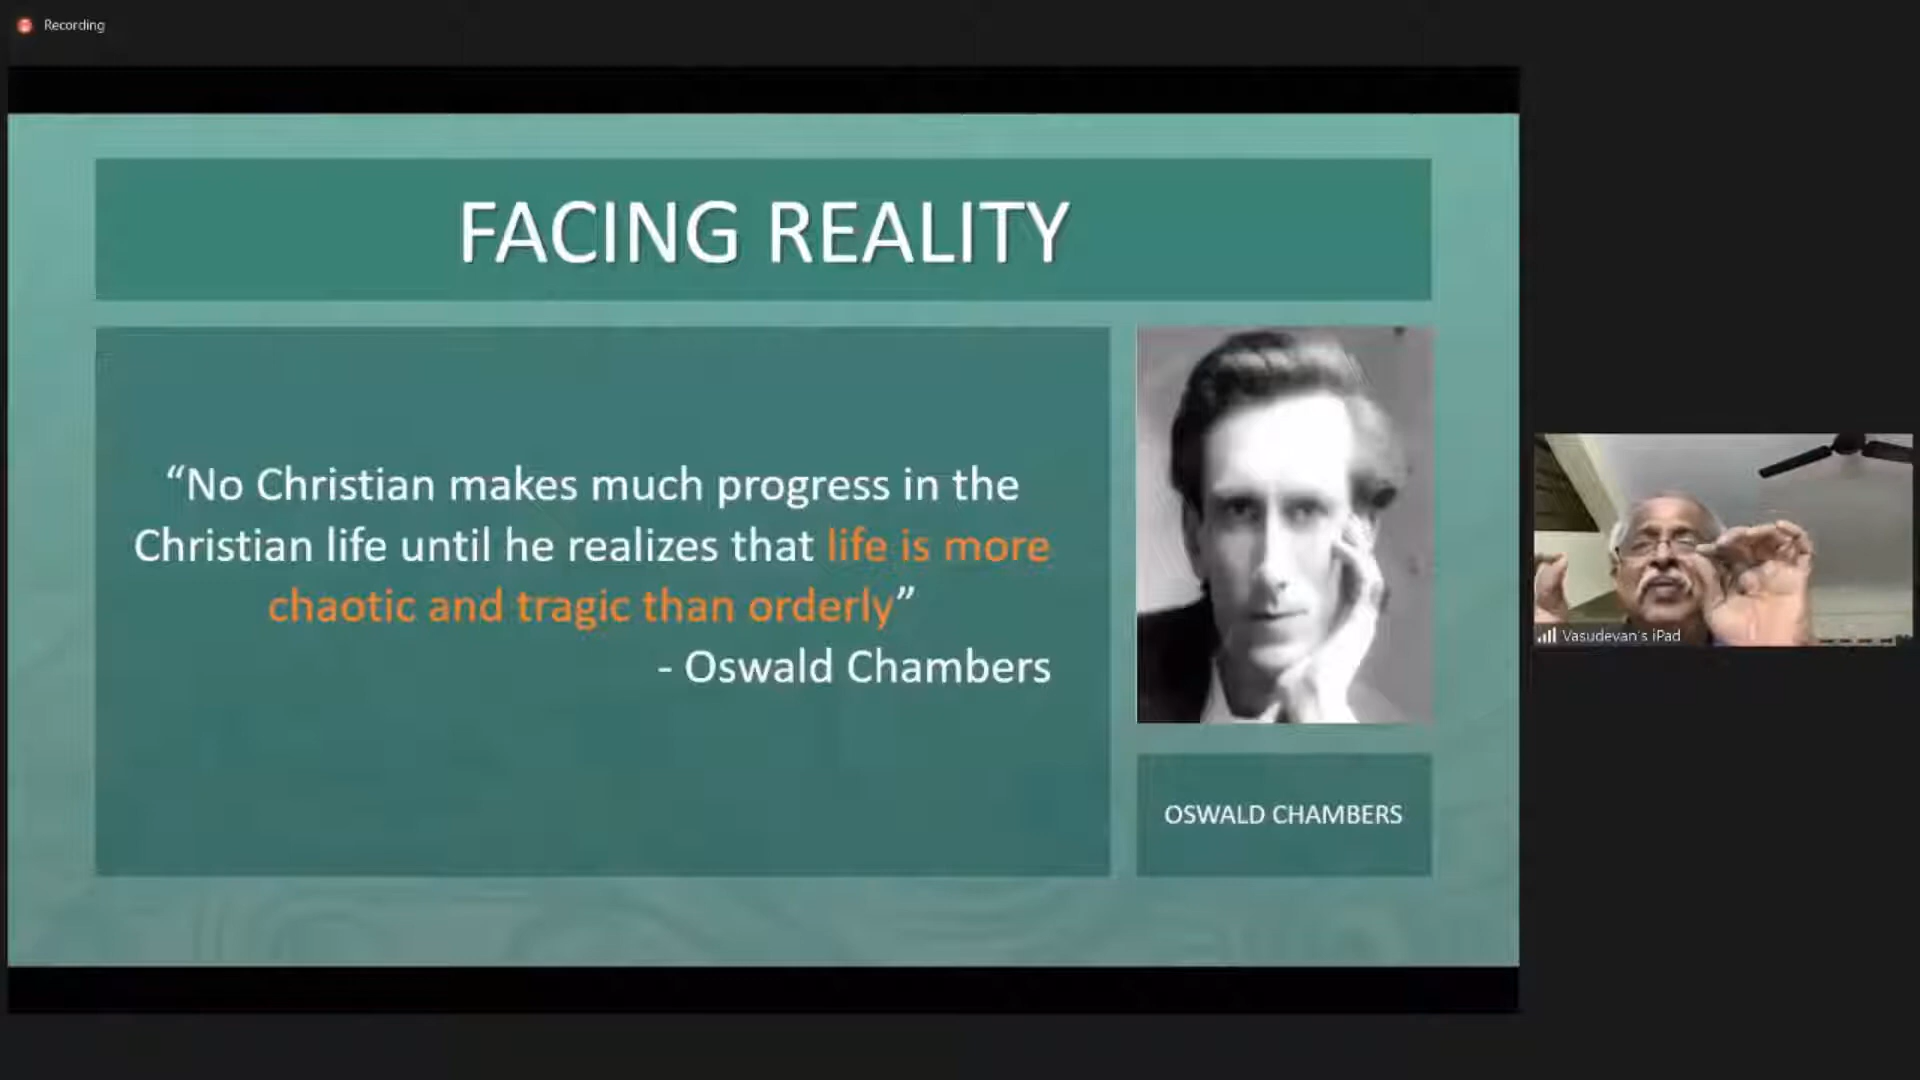 Recording
FACING REALITY
“No Christian makes much progress in the
Christian life until he realizes that life is more
chaotic and tragic than orderly”
- Oswald Chambers
OSWALD CHAMBERS
Vasudevan's iPad